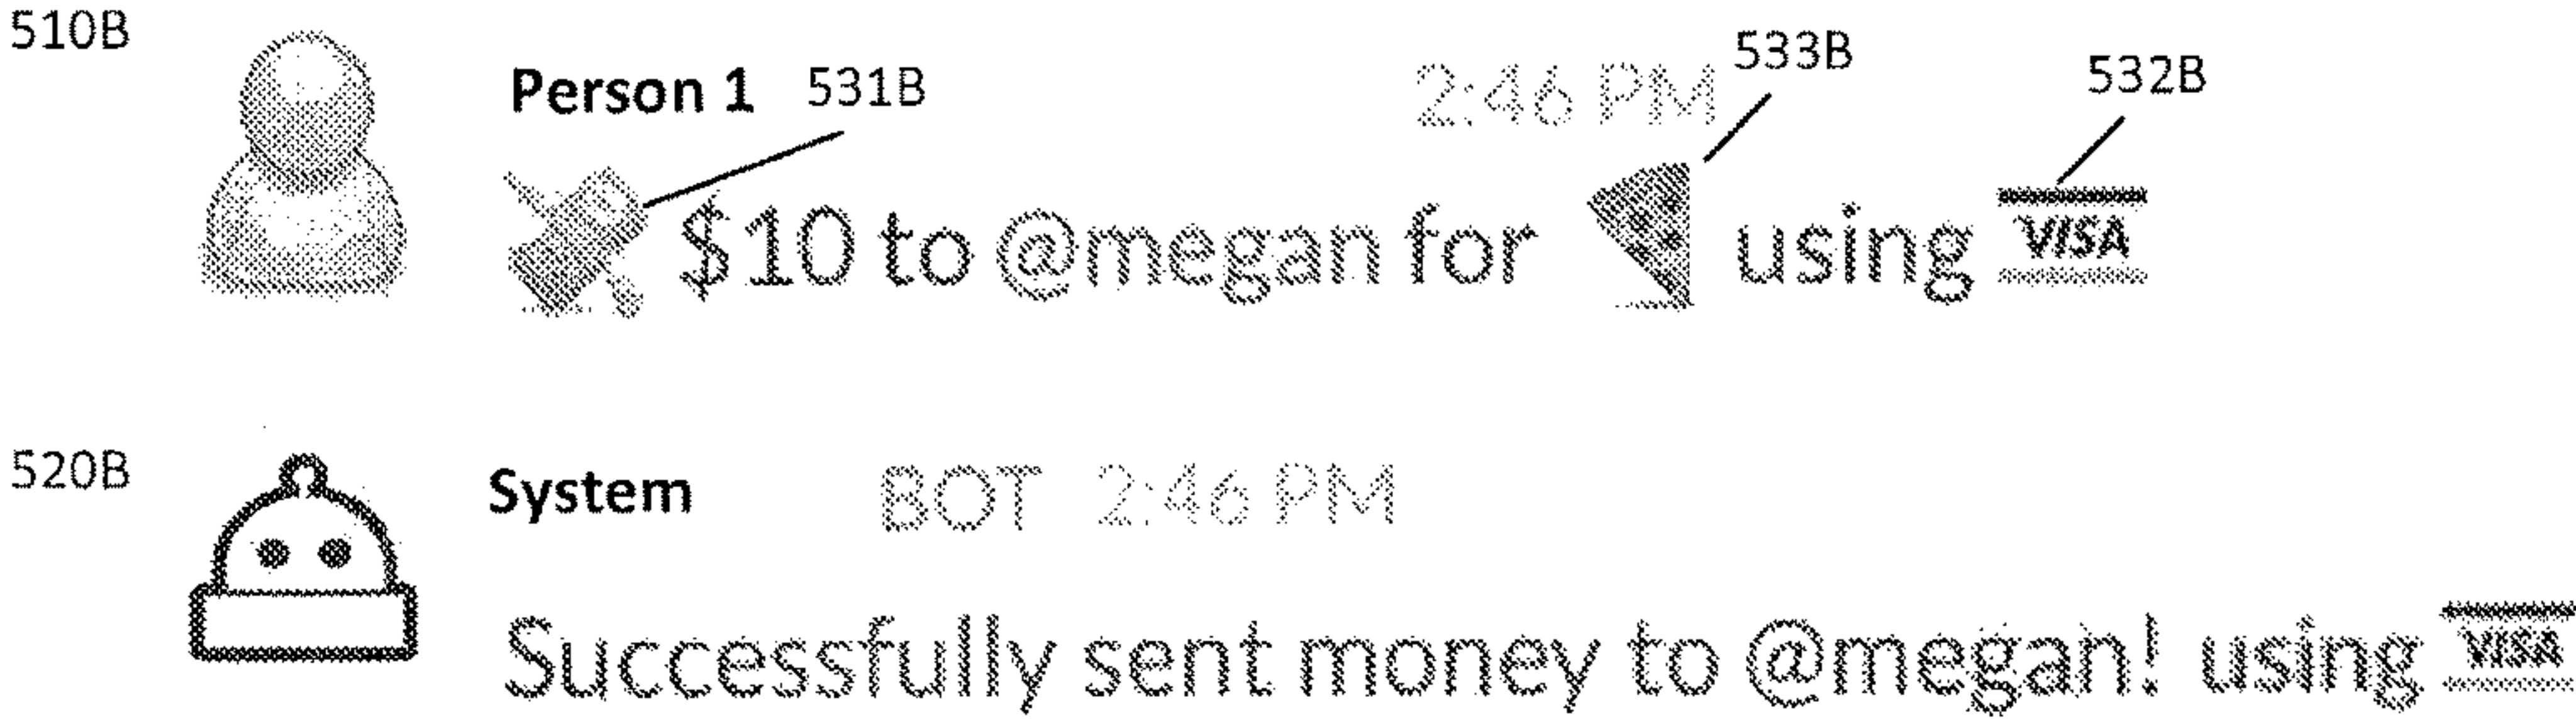 510B
Person 1 531B 2:46 PM 533B 532B
$10 to @megan for using VISA
520B
System BOT 2:46 PM
Successfully sent money to @megan! using VISA